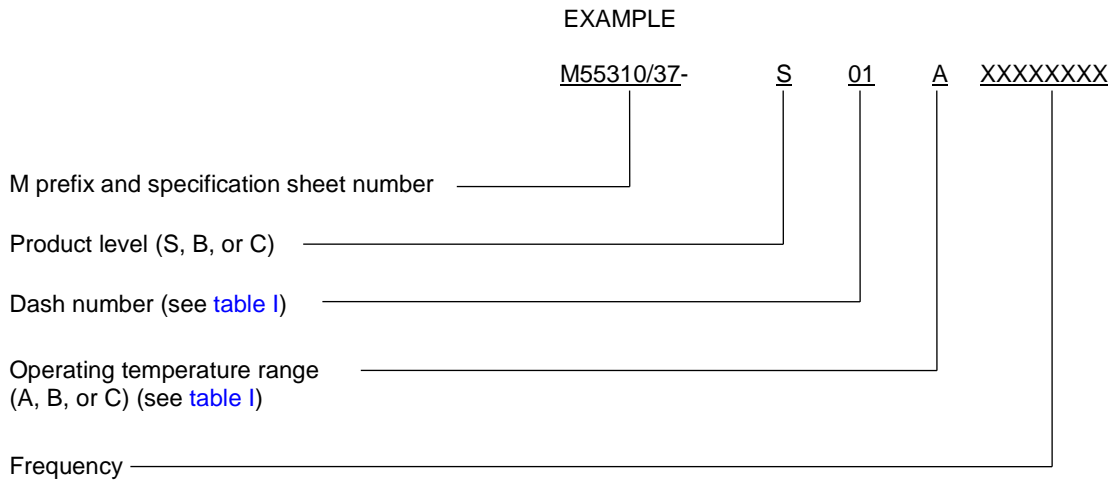 EXAMPLE
M55310/37- S 01 A XXXXXXXX
M prefix and specification sheet number
Product level (S, B, or C)
Dash number (see table I)
Operating temperature range
(A, B, or C) (see table I)
Frequency